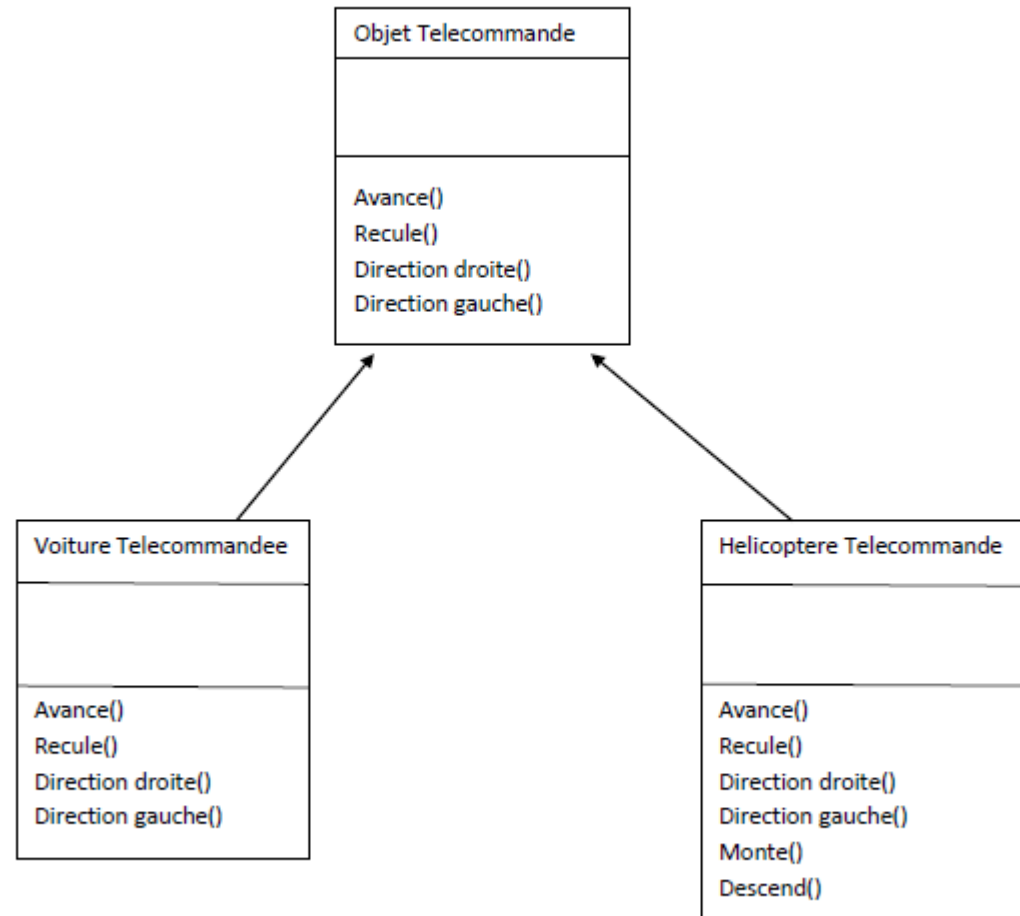 Objet Telecommande
Avance()
Recule()
Direction droite()
Direction gauche()
Voiture Telecommandee
Avance()
Recule()
Direction droite()
Direction gauche()
Helicoptere Telecommande
Avance()
Recule()
Direction droite()
Direction gauche()
Monte()
Descend()